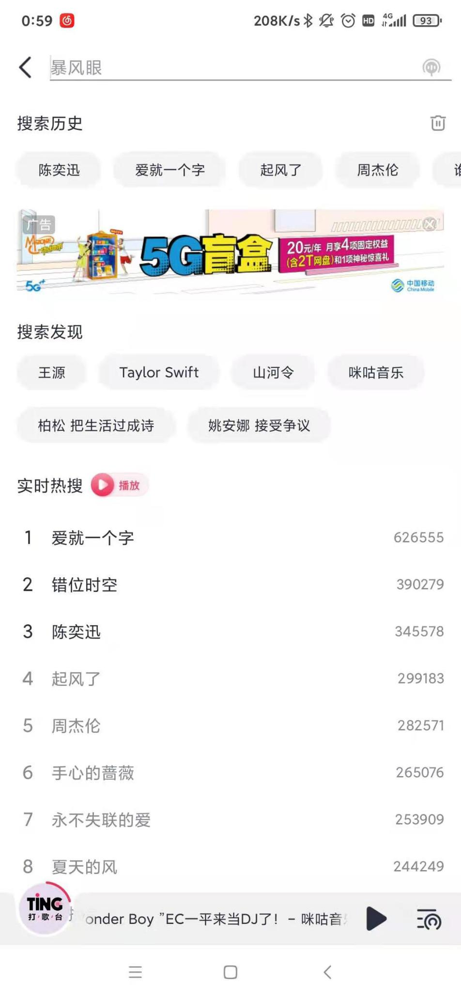 0:59 208K/s HD 4G 93
暴风眼
搜索历史
陈奕迅 爱就一个字 起风了 周杰伦
广告
M-ZONE 动感地带
5G盲盒
20元/年 月享4项固定权益
(含2T网盘)和1项神秘惊喜礼
5G++
中国移动
China Mobile
搜索发现
王源 Taylor Swift 山河令 咪咕音乐
柏松 把生活过成诗 姚安娜 接受争议
实时热搜 播放
1 爱就一个字 626555
2 错位时空 390279
3 陈奕迅 345578
4 起风了 299183
5 周杰伦 282571
6 手心的蔷薇 265076
7 永不失联的爱 253909
8 夏天的风 244249
TING
打·歌·台
onder Boy ”EC一平来当DJ了！ – 咪咕音